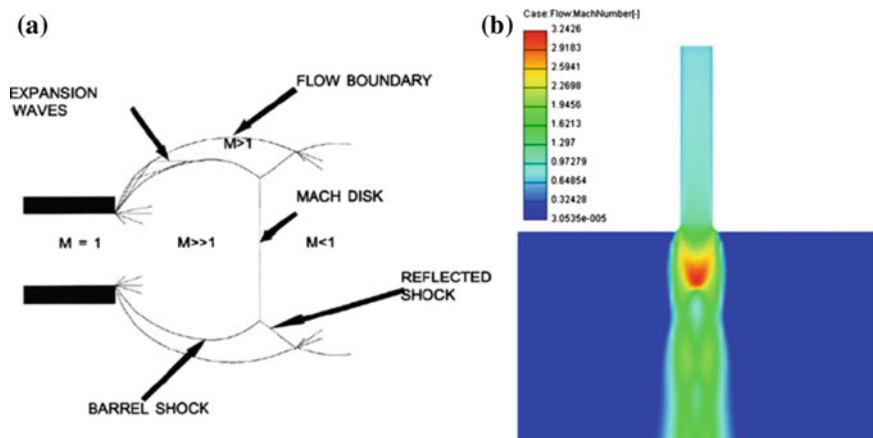 (a)
FLOW BOUNDARY
EXPANSION
WAVES
M>1
MACH DISK
M = 1
M>>1
M<1
REFLECTED
SHOCK
BARREL SHOCK
(b)
Case:Flow:MachNumber[-]
3.2426
2.9183
2.5941
2.2698
1.9456
1.6213
1.297
0.97279
0.64854
0.32428
3.0535e-005